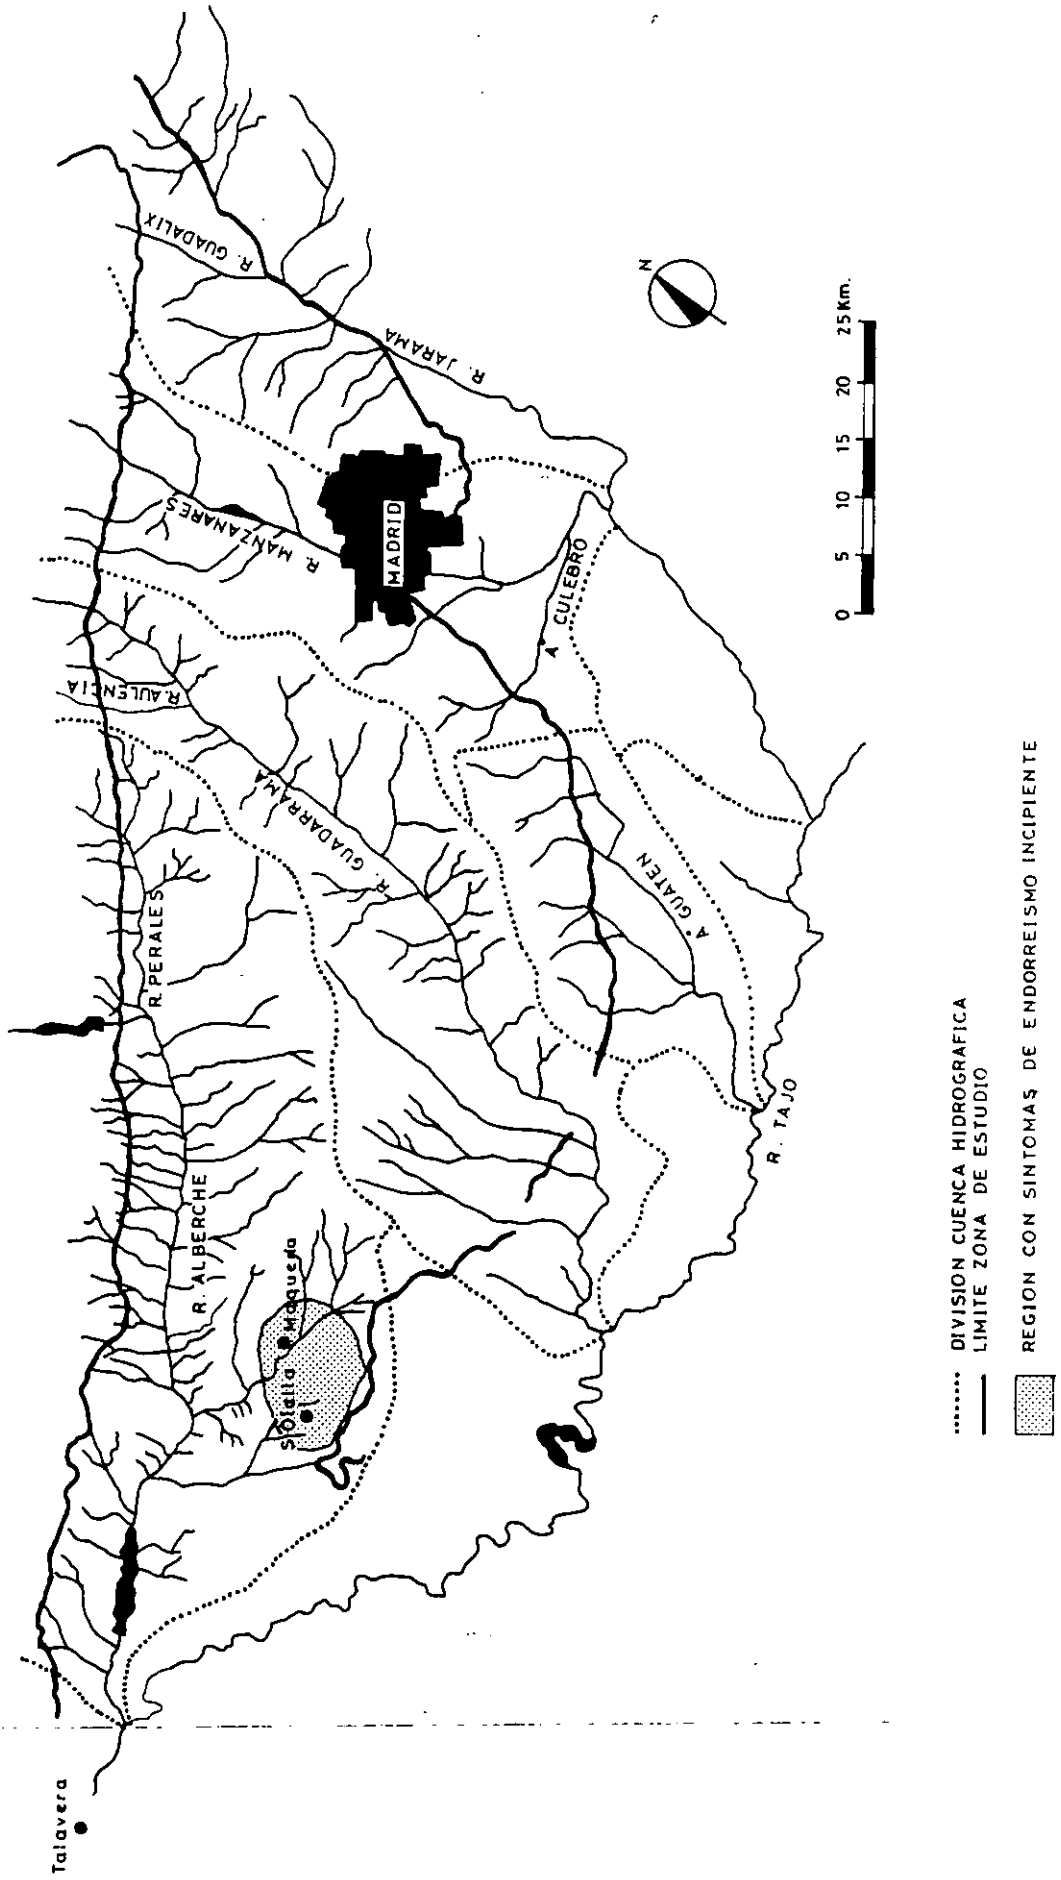 Talavera
R. ALBERCHE
S. Olalla
Maqueda
R. PERALES
R. GUADARRAMA
R. AULENCIA
R. MANZANARES
MADRID
R. GUADALIX
R. JARAMA
A. CULEBRO
Aº GUATEN
R. TAJO
N
0 5 10 15 20 25 Km.
DIVISION CUENCA HIDROGRAFICA
LIMITE ZONA DE ESTUDIO
REGION CON SINTOMAS DE ENDORREISMO INCIPIENTE